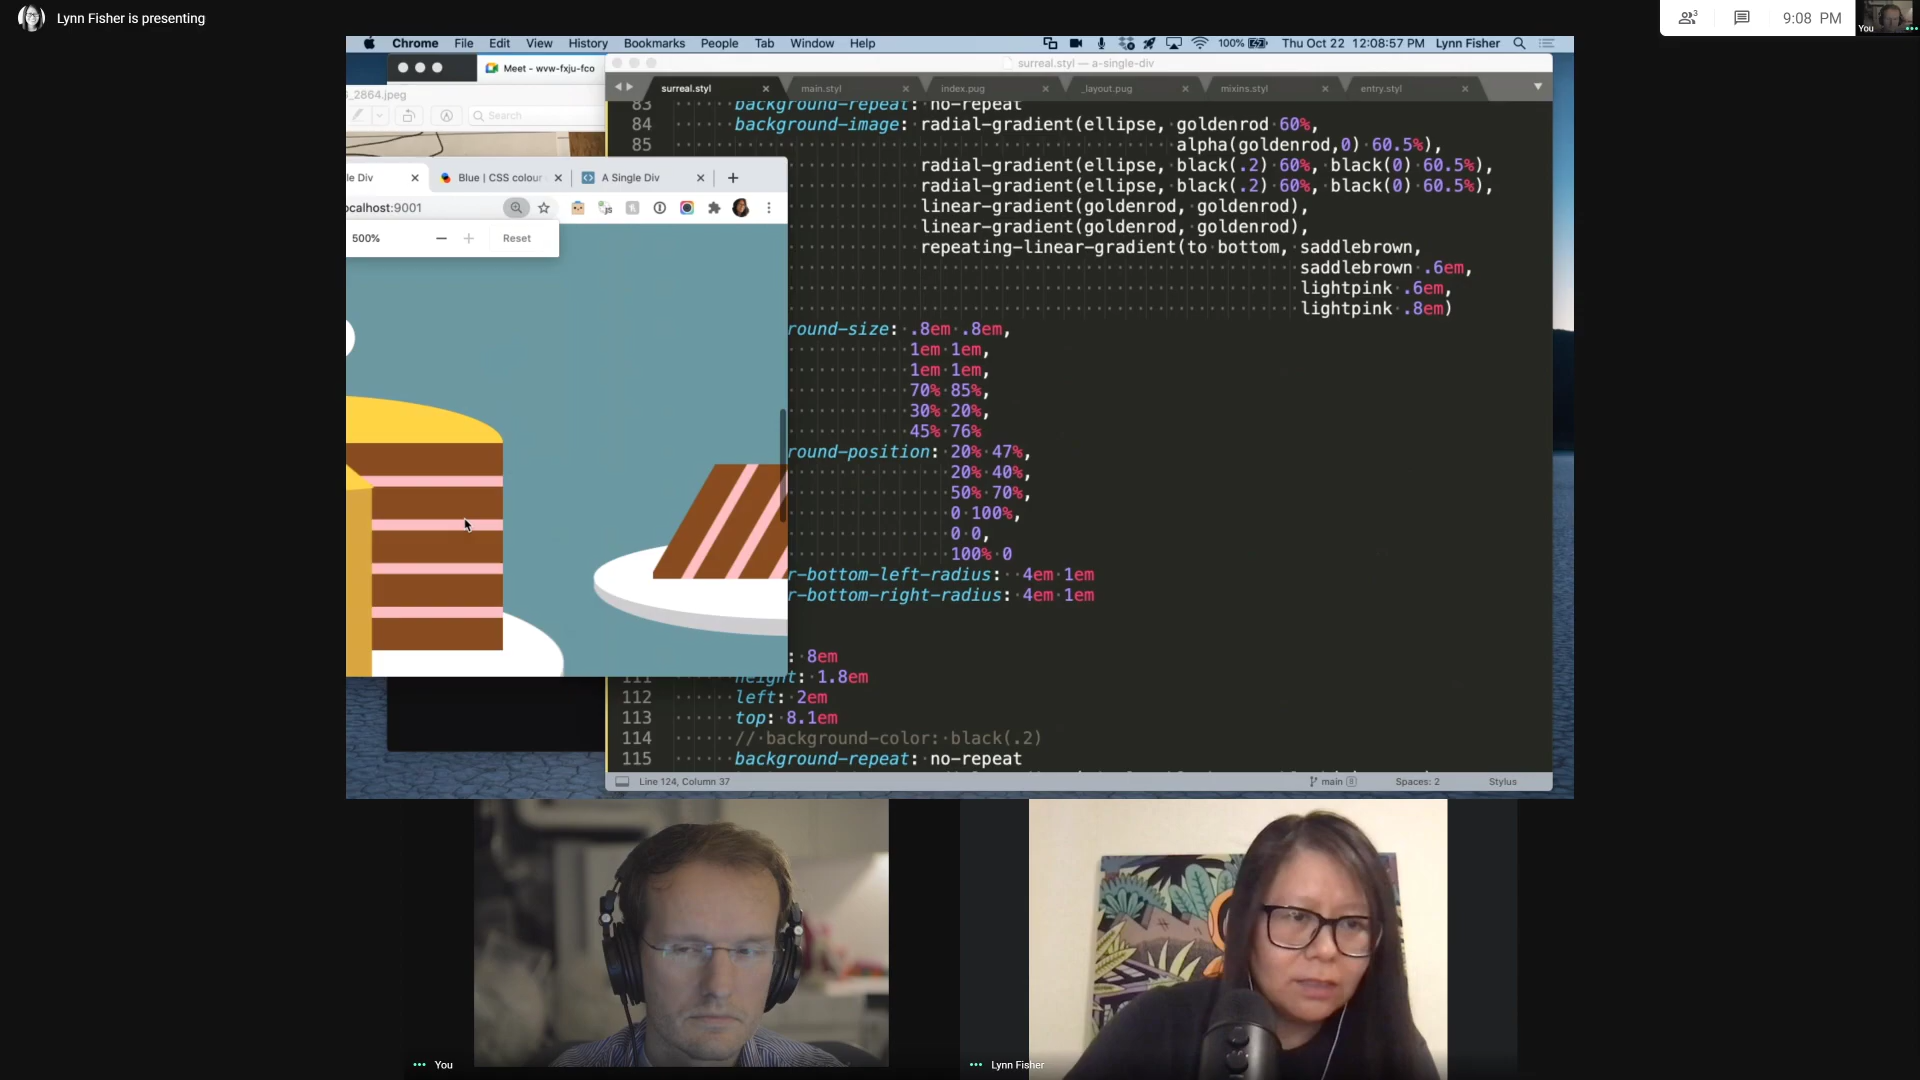 Lynn Fisher is presenting
3
9:08 PM
You
Chrome File Edit View History Bookmarks People Tab Window Help
100% Thu Oct 22 12:08:57 PM Lynn Fisher
Meet - wvw-fxju-fco
surreal.styl — a-single-div
_2864.jpeg
surreal.styl main.styl index.pug _layout.pug mixins.styl entry.styl
Search
83 background-repeat: no-repeat
84 background-image: radial-gradient(ellipse, goldenrod 60%,
85 alpha(goldenrod,0) 60.5%),
radial-gradient(ellipse, black(.2) 60%, black(0) 60.5%),
radial-gradient(ellipse, black(.2) 60%, black(0) 60.5%),
linear-gradient(goldenrod, goldenrod),
linear-gradient(goldenrod, goldenrod),
repeating-linear-gradient(to bottom, saddlebrown,
saddlebrown .6em,
lightpink .6em,
lightpink .8em)
le Div Blue | CSS colour A Single Div
ocalhost:9001
500% Reset
round-size: .8em .8em,
1em 1em,
1em 1em,
70% 85%,
30% 20%,
45% 76%
round-position: 20% 47%,
20% 40%,
50% 70%,
0 100%,
0 0,
100% 0
r-bottom-left-radius: 4em 1em
r-bottom-right-radius: 4em 1em
: 8em
111 height: 1.8em
112 left: 2em
113 top: 8.1em
114 // background-color: black(.2)
115 background-repeat: no-repeat
Line 124, Column 37 main 8 Spaces: 2 Stylus
You
Lynn Fisher